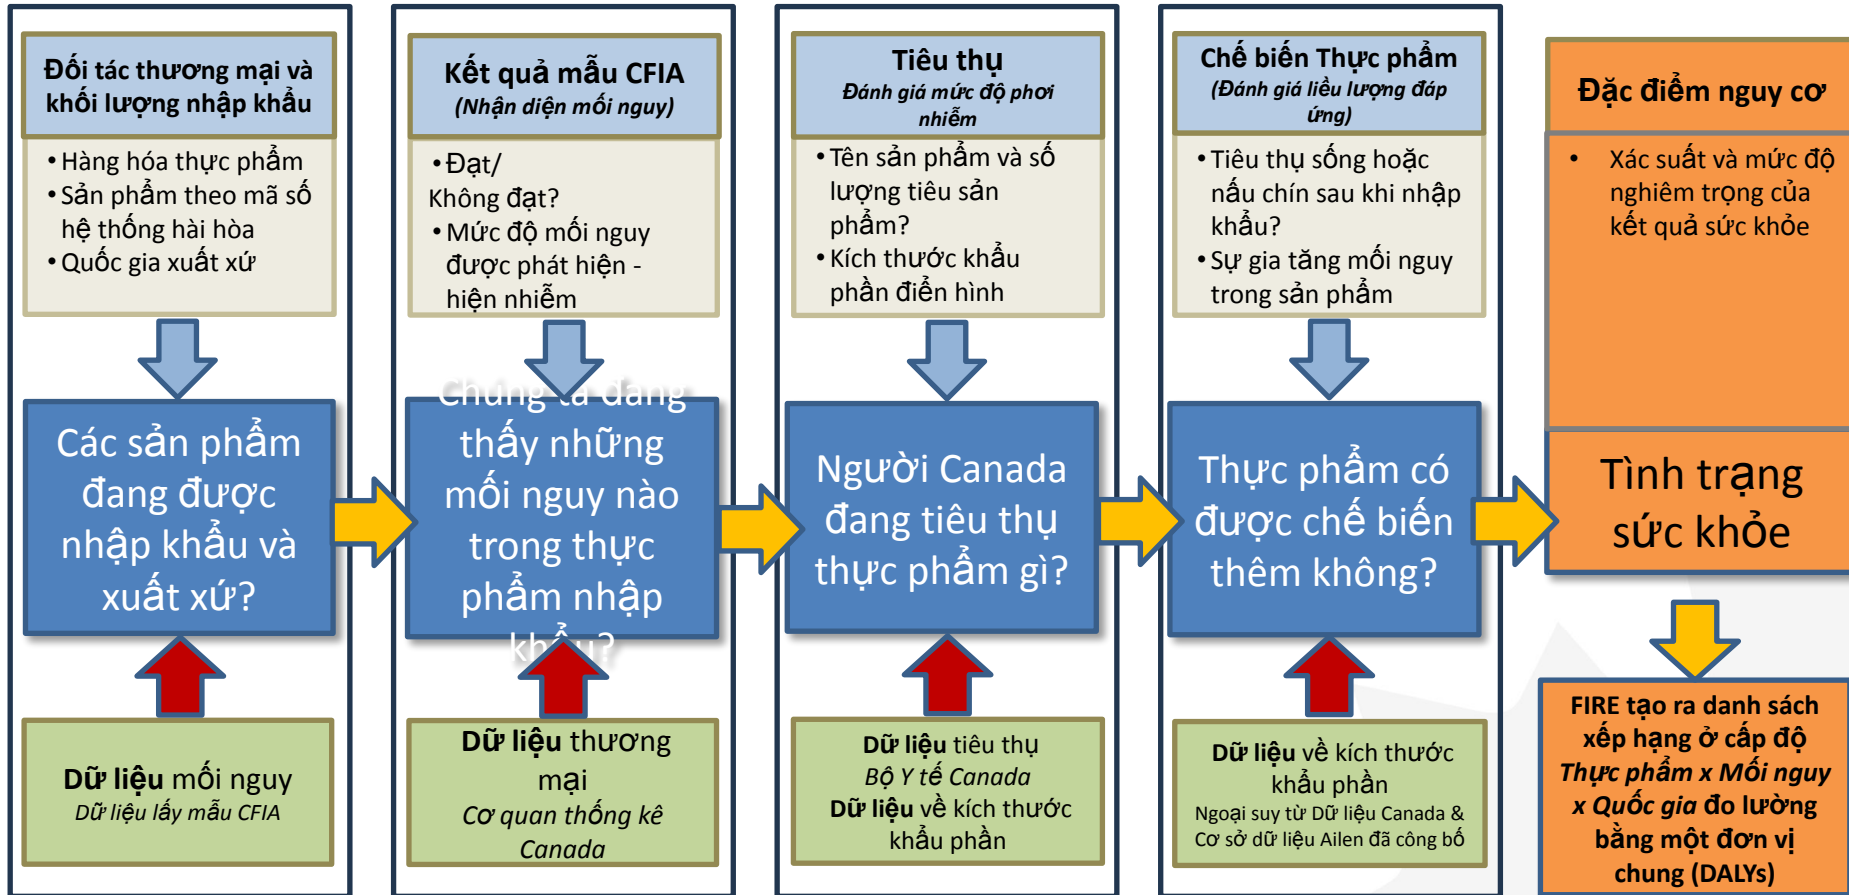 Đối tác thương mại và
khối lượng nhập khẩu
• Hàng hóa thực phẩm
• Sản phẩm theo mã số
hệ thống hài hòa
• Quốc gia xuất xứ
Các sản phẩm
đang được
nhập khẩu và
xuất xứ?
Dữ liệu mối nguy
Dữ liệu lấy mẫu CFIA
Kết quả mẫu CFIA
(Nhận diện mối nguy)
• Đạt/
Không đạt?
• Mức độ mối nguy
được phát hiện -
hiện nhiễm
Chúng ta đang
thấy những
mối nguy nào
trong thực
phẩm nhập
khẩu?
Dữ liệu thương
mại
Cơ quan thống kê
Canada
Tiêu thụ
Đánh giá mức độ phơi
nhiễm
• Tên sản phẩm và số
lượng tiêu sản
phẩm?
• Kích thước khẩu
phần điển hình
Người Canada
đang tiêu thụ
thực phẩm gì?
Dữ liệu tiêu thụ
Bộ Y tế Canada
Dữ liệu về kích thước
khẩu phần
Chế biến Thực phẩm
(Đánh giá liều lượng đáp
ứng)
• Tiêu thụ sống hoặc
nấu chín sau khi nhập
khẩu?
• Sự gia tăng mối nguy
trong sản phẩm
Thực phẩm có
được chế biến
thêm không?
Dữ liệu về kích thước
khẩu phần
Ngoại suy từ Dữ liệu Canada &
Cơ sở dữ liệu Ailen đã công bố
Đặc điểm nguy cơ
• Xác suất và mức độ
nghiêm trọng của
kết quả sức khỏe
Tình trạng
sức khỏe
FIRE tạo ra danh sách
xếp hạng ở cấp độ
Thực phẩm x Mối nguy
x Quốc gia đo lường
bằng một đơn vị
chung (DALYs)